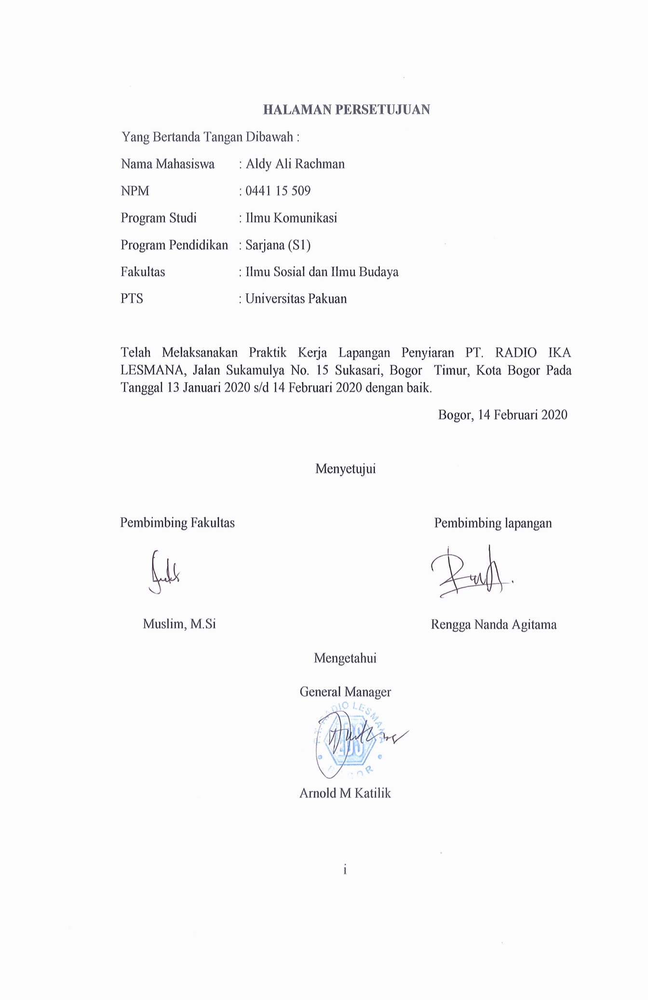 HALAMAN PERSETUJUAN
Yang Bertanda Tangan Dibawah :
Nama Mahasiswa : Aldy Ali Rachman
NPM : 0441 15 509
Program Studi : Ilmu Komunikasi
Program Pendidikan : Sarjana (S1)
Fakultas : Ilmu Sosial dan Ilmu Budaya
PTS : Universitas Pakuan
Telah Melaksanakan Praktik Kerja Lapangan Penyiaran PT. RADIO IKA
LESMANA, Jalan Sukamulya No. 15 Sukasari, Bogor Timur, Kota Bogor Pada
Tanggal 13 Januari 2020 s/d 14 Februari 2020 dengan baik.
Bogor, 14 Februari 2020
Menyetujui
Pembimbing Fakultas Pembimbing lapangan
Muslim, M.Si Rengga Nanda Agitama
Mengetahui
General Manager
P.T. RADIO LESMANA
BOGOR
Arnold M Katilik
i